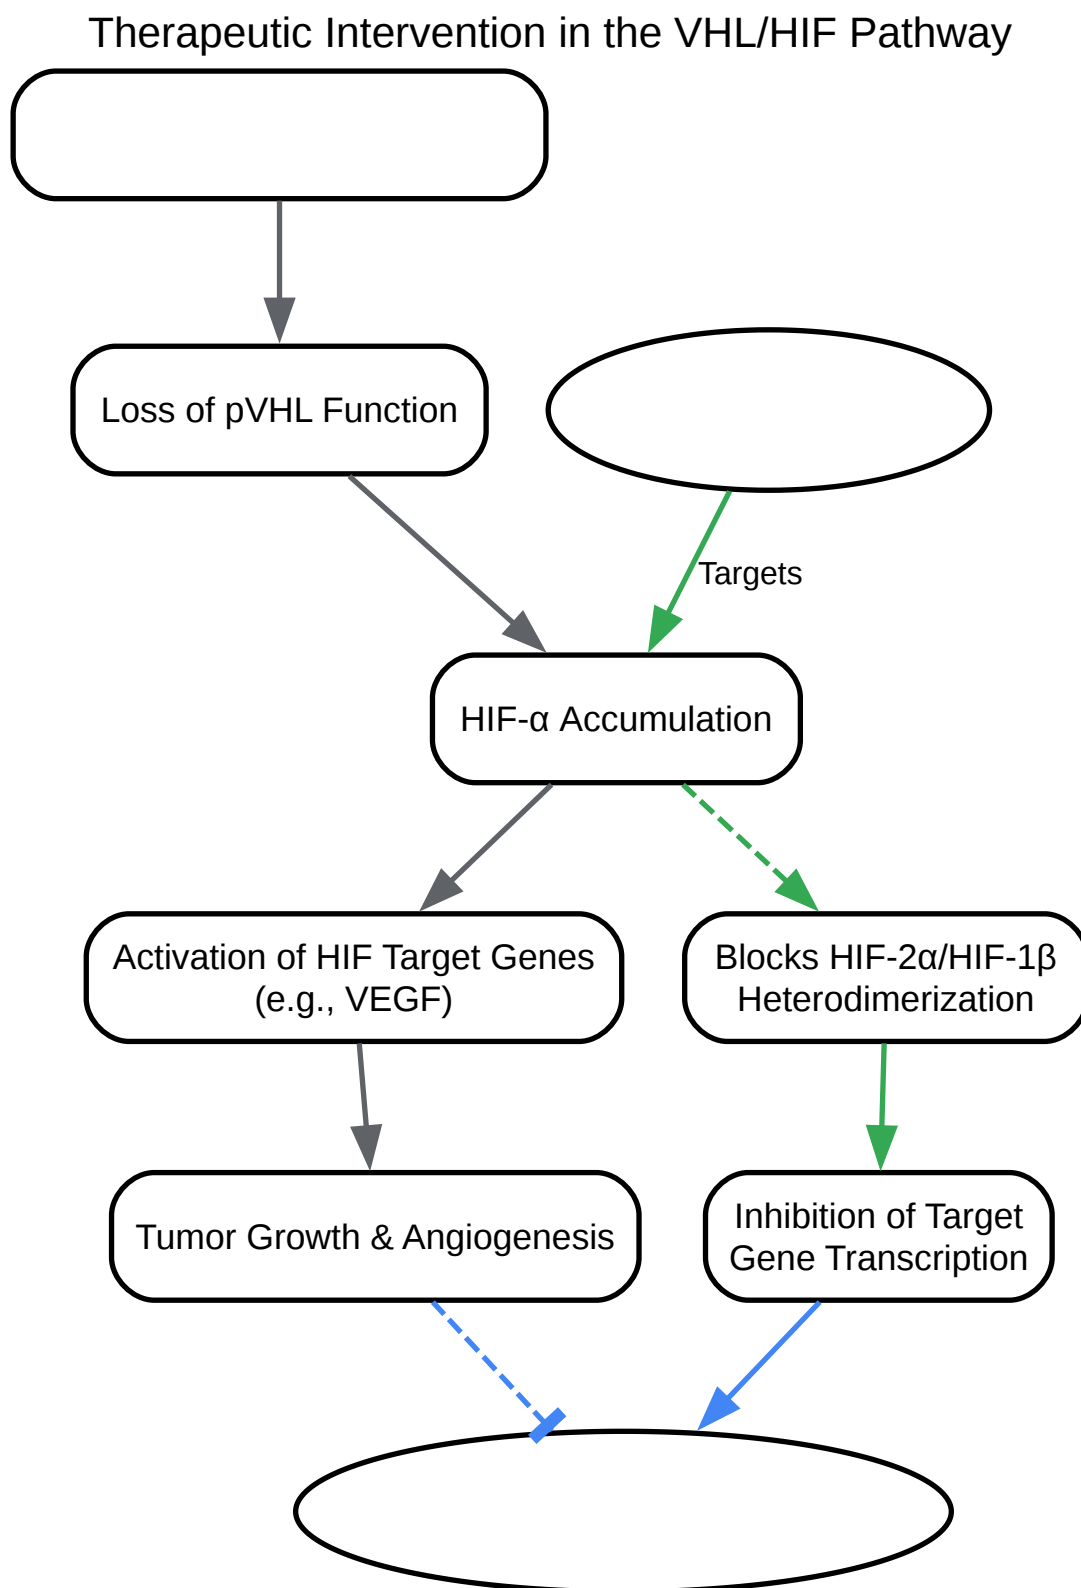 Therapeutic Intervention in the VHL/HIF Pathway
Loss of pVHL Function
Targets
HIF-α Accumulation
Activation of HIF Target Genes
(e.g., VEGF)
Blocks HIF-2α/HIF-1β
Heterodimerization
Tumor Growth & Angiogenesis
Inhibition of Target
Gene Transcription